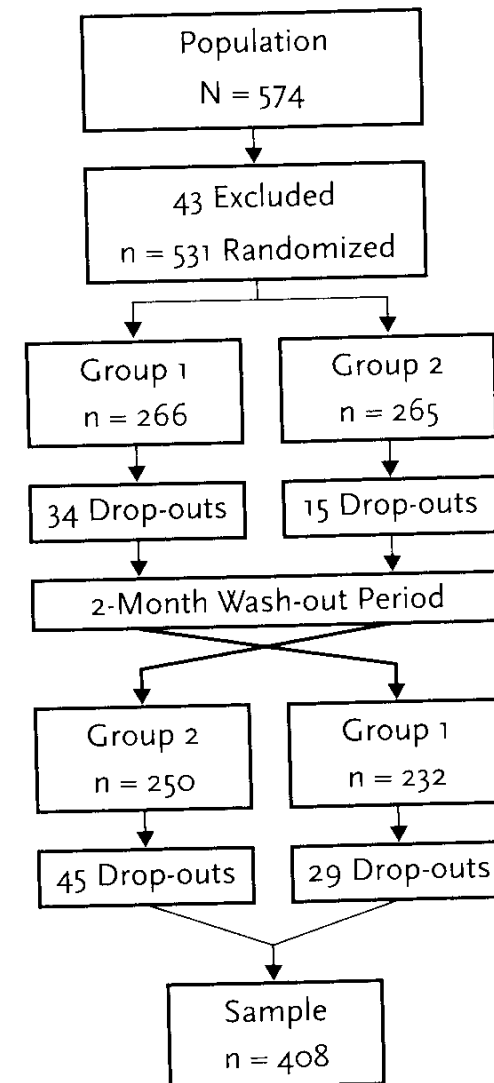 Population
N = 574
43 Excluded
n = 531 Randomized
Group 1
n = 266
Group 2
n = 265
34 Drop-outs
15 Drop-outs
2-Month Wash-out Period
Group 2
n = 250
Group 1
n = 232
45 Drop-outs
29 Drop-outs
Sample
n = 408